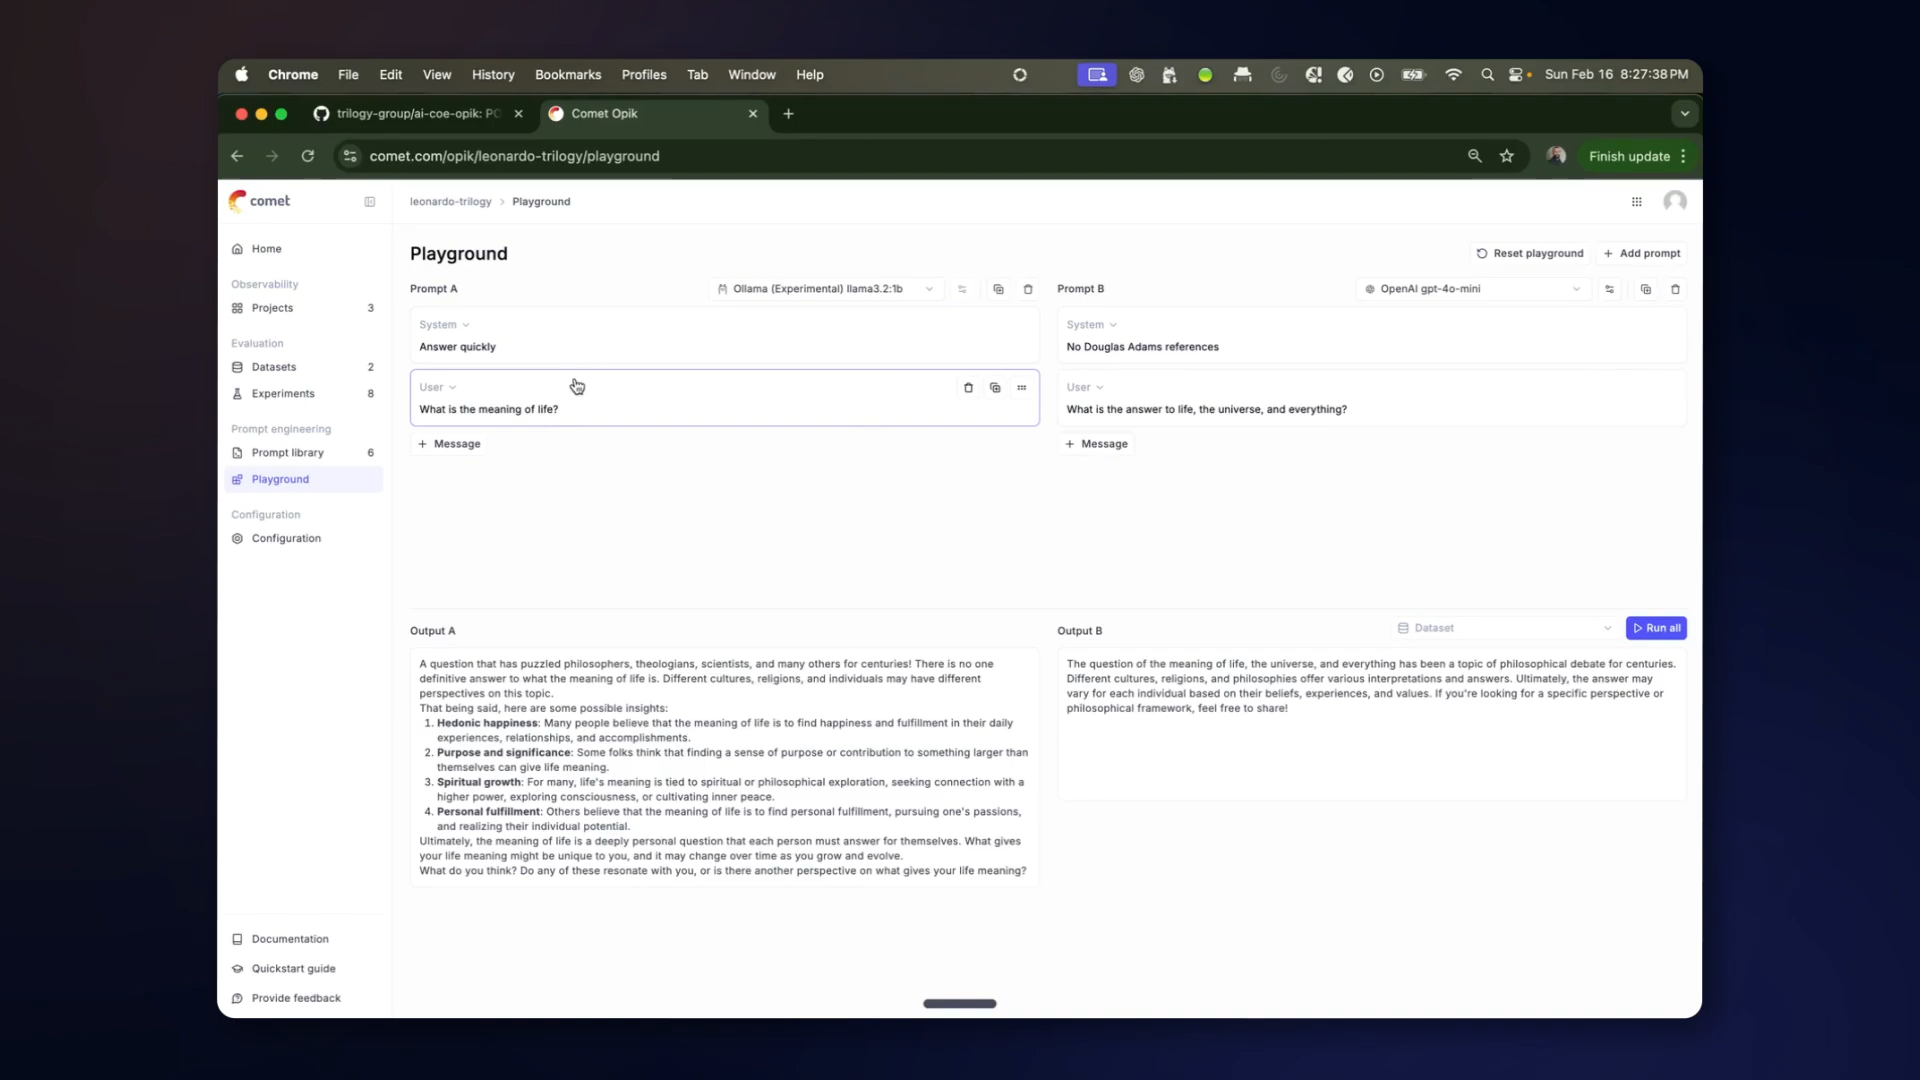 Chrome File Edit View History Bookmarks Profiles Tab Window Help Sun Feb 16 8:27:38 PM
trilogy-group/ai-coe-opik: PO Comet Opik
comet.com/opik/leonardo-trilogy/playground Finish update
comet leonardo-trilogy > Playground
Home
Observability
Projects 3
Evaluation
Datasets 2
Experiments 8
Prompt engineering
Prompt library 6
Playground
Configuration
Configuration
Documentation
Quickstart guide
Provide feedback
Playground Reset playground + Add prompt
Prompt A Ollama (Experimental) llama3.2:1b
System
Answer quickly
User
What is the meaning of life?
+ Message
Prompt B OpenAI gpt-4o-mini
System
No Douglas Adams references
User
What is the answer to life, the universe, and everything?
+ Message
Output A
A question that has puzzled philosophers, theologians, scientists, and many others for centuries! There is no one
definitive answer to what the meaning of life is. Different cultures, religions, and individuals may have different
perspectives on this topic.
That being said, here are some possible insights:
1. Hedonic happiness: Many people believe that the meaning of life is to find happiness and fulfillment in their daily
experiences, relationships, and accomplishments.
2. Purpose and significance: Some folks think that finding a sense of purpose or contribution to something larger than
themselves can give life meaning.
3. Spiritual growth: For many, life's meaning is tied to spiritual or philosophical exploration, seeking connection with a
higher power, exploring consciousness, or cultivating inner peace.
4. Personal fulfillment: Others believe that the meaning of life is to find personal fulfillment, pursuing one's passions,
and realizing their individual potential.
Ultimately, the meaning of life is a deeply personal question that each person must answer for themselves. What gives
your life meaning might be unique to you, and it may change over time as you grow and evolve.
What do you think? Do any of these resonate with you, or is there another perspective on what gives your life meaning?
Output B Dataset Run all
The question of the meaning of life, the universe, and everything has been a topic of philosophical debate for centuries.
Different cultures, religions, and philosophies offer various interpretations and answers. Ultimately, the answer may
vary for each individual based on their beliefs, experiences, and values. If you're looking for a specific perspective or
philosophical framework, feel free to share!